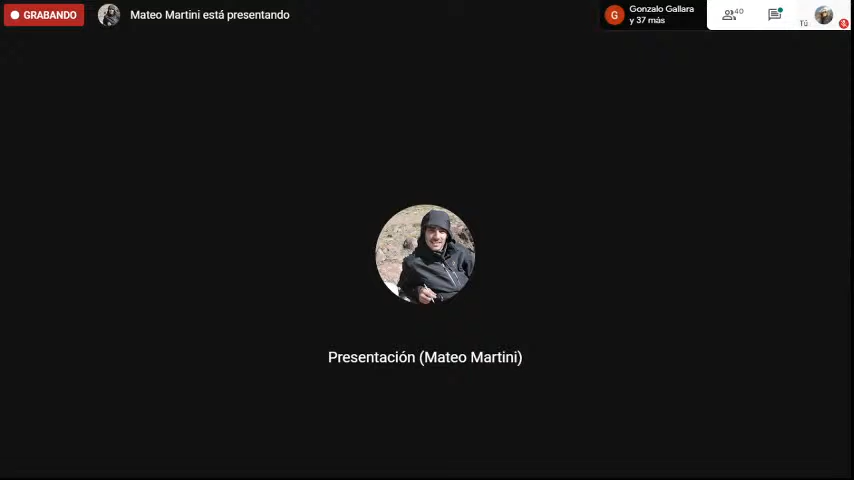 GRABANDO
Mateo Martini está presentando
G
Gonzalo Gallara
y 37 más
40
Tú
Presentación (Mateo Martini)